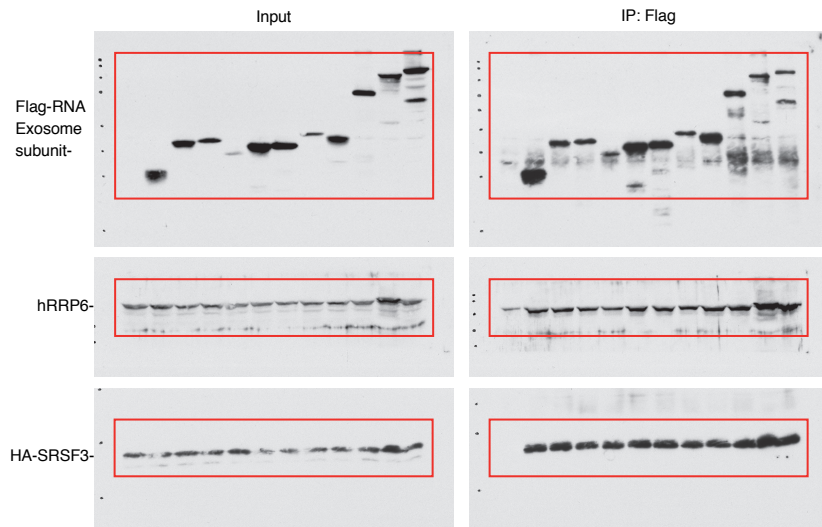 Input
IP: Flag
Flag-RNA
Exosome
subunit-
hRRP6-
HA-SRSF3-